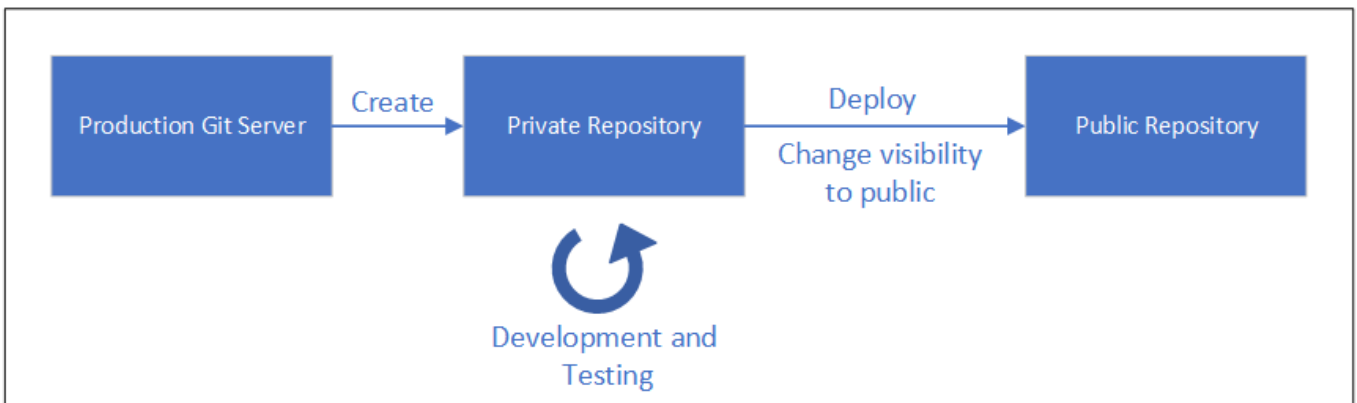 Production Git Server
Create
Private Repository
Deploy
Change visibility
to public
Public Repository
Development and
Testing